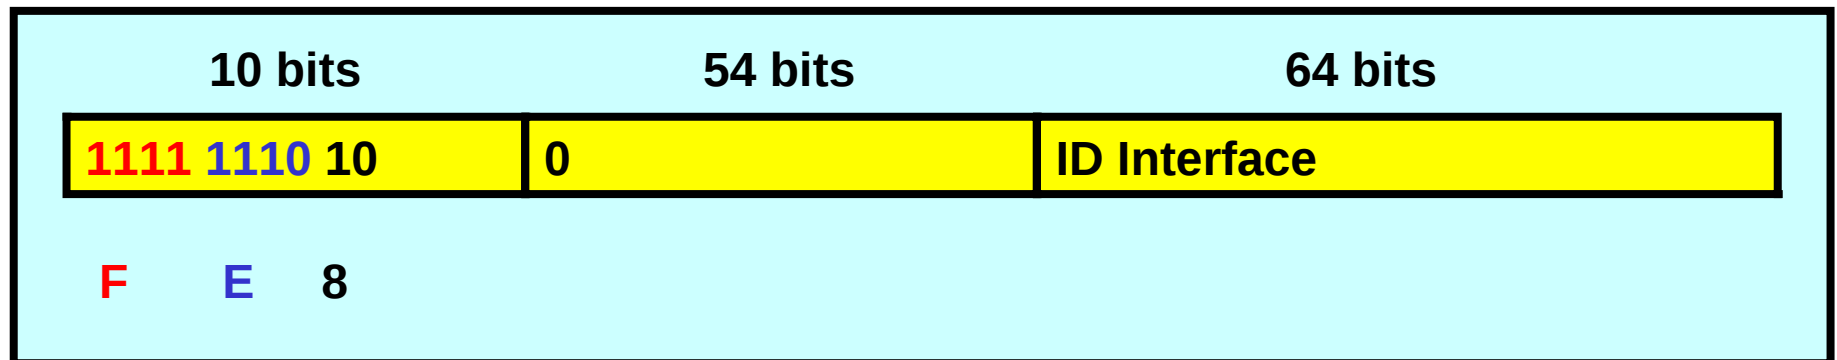 10 bits 54 bits 64 bits
1111 1110 10 0 ID Interface
F E 8